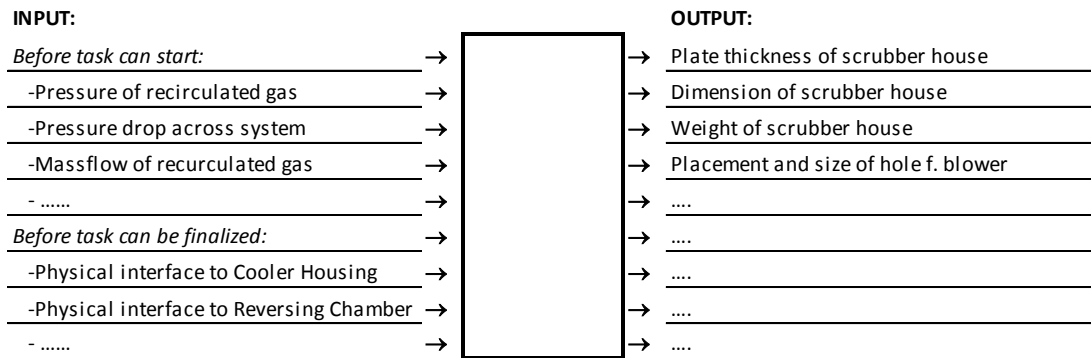 INPUT:
OUTPUT:
Before task can start: → → Plate thickness of scrubber house
-Pressure of recirculated gas → → Dimension of scrubber house
-Pressure drop across system → → Weight of scrubber house
-Massflow of recurculated gas → → Placement and size of hole f. blower
- ...... → → ....
Before task can be finalized: → → ....
-Physical interface to Cooler Housing → → ....
-Physical interface to Reversing Chamber → → ....
- ...... → → ....